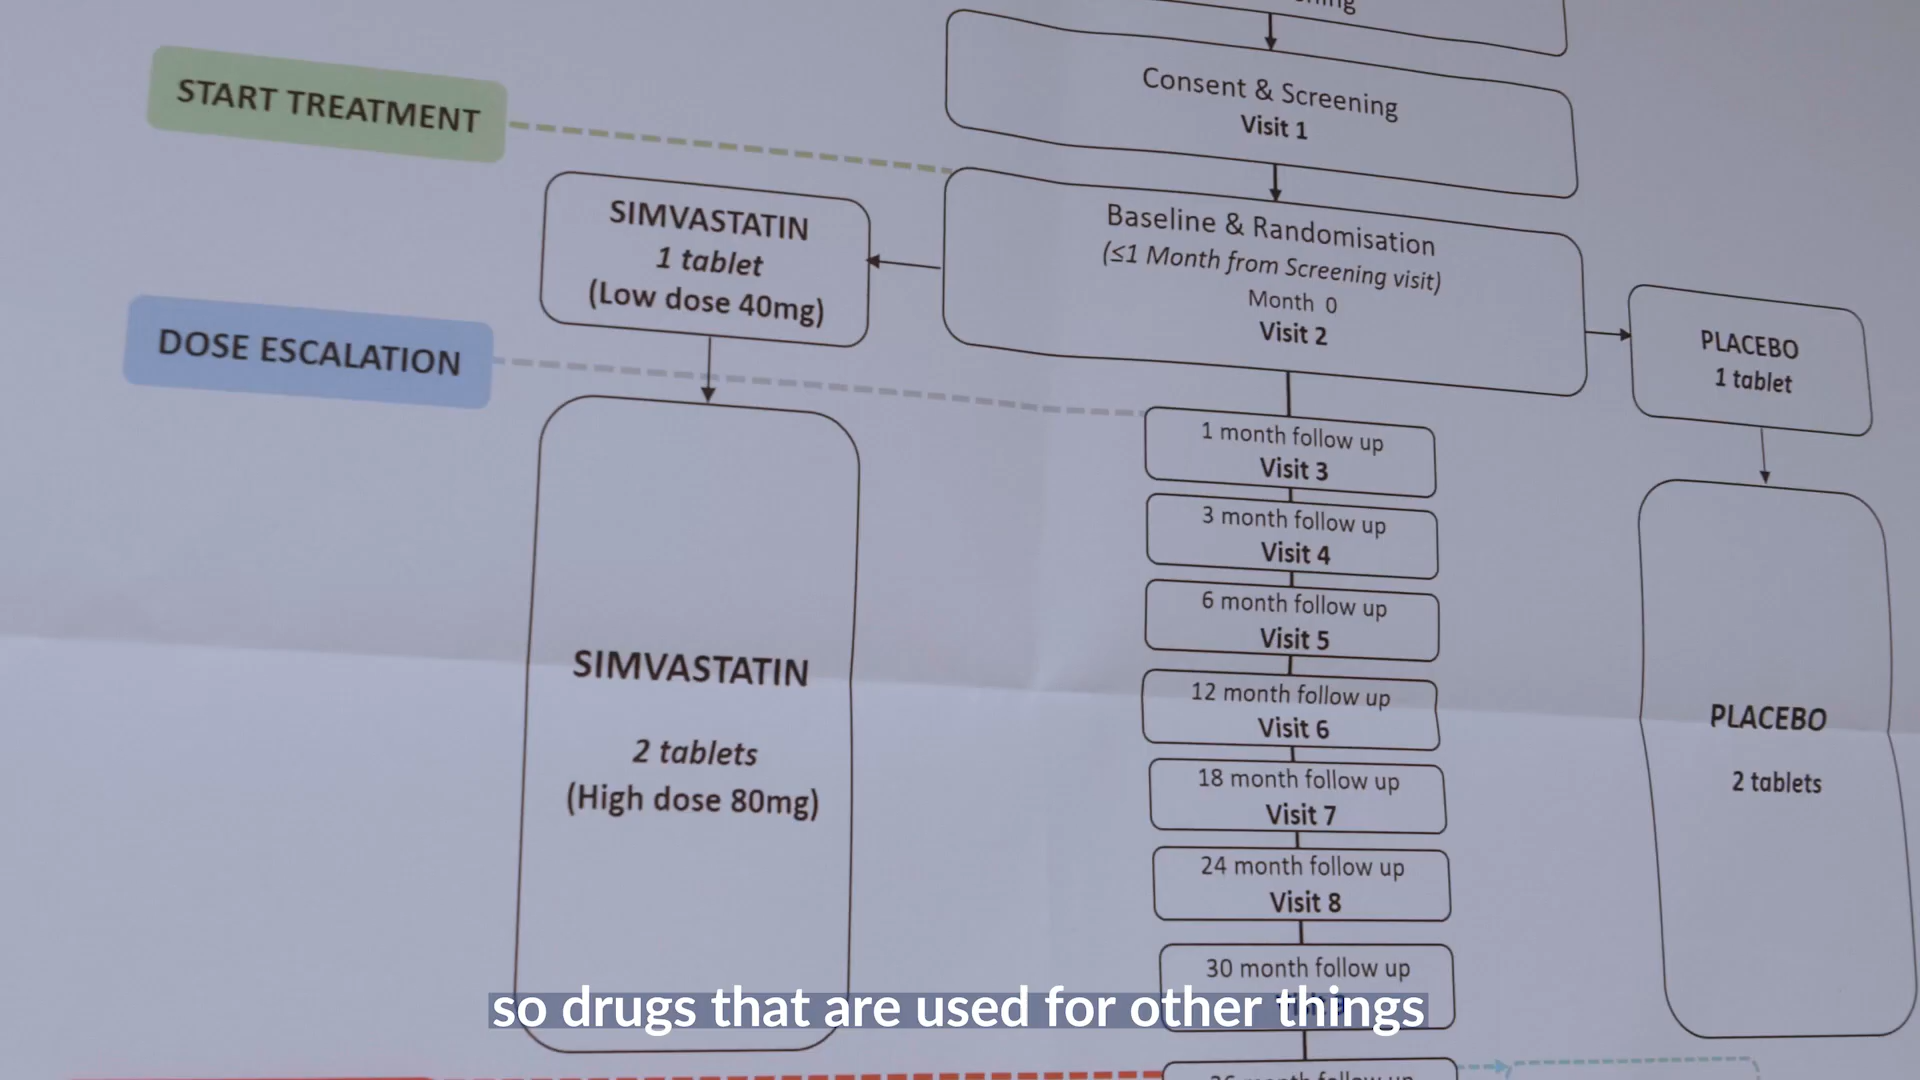 START TREATMENT
Consent & Screening
Visit 1
SIMVASTATIN
1 tablet
(Low dose 40mg)
Baseline & Randomisation
(≤1 Month from Screening visit)
Month 0
Visit 2
PLACEBO
1 tablet
DOSE ESCALATION
1 month follow up
Visit 3
3 month follow up
Visit 4
6 month follow up
Visit 5
12 month follow up
Visit 6
18 month follow up
Visit 7
24 month follow up
Visit 8
30 month follow up
SIMVASTATIN
2 tablets
(High dose 80mg)
PLACEBO
2 tablets
so drugs that are used for other things